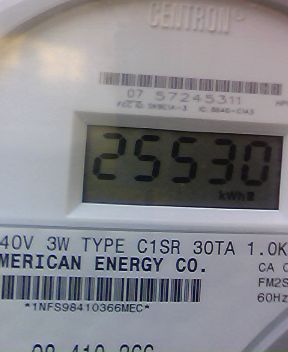 CENTRON
07 57245311
25530
kWh
40V 3W TYPE C1SR 30TA 1.0K
MERICAN ENERGY CO.
CA
FM2S
60Hz
*1NFS98410366MEC*